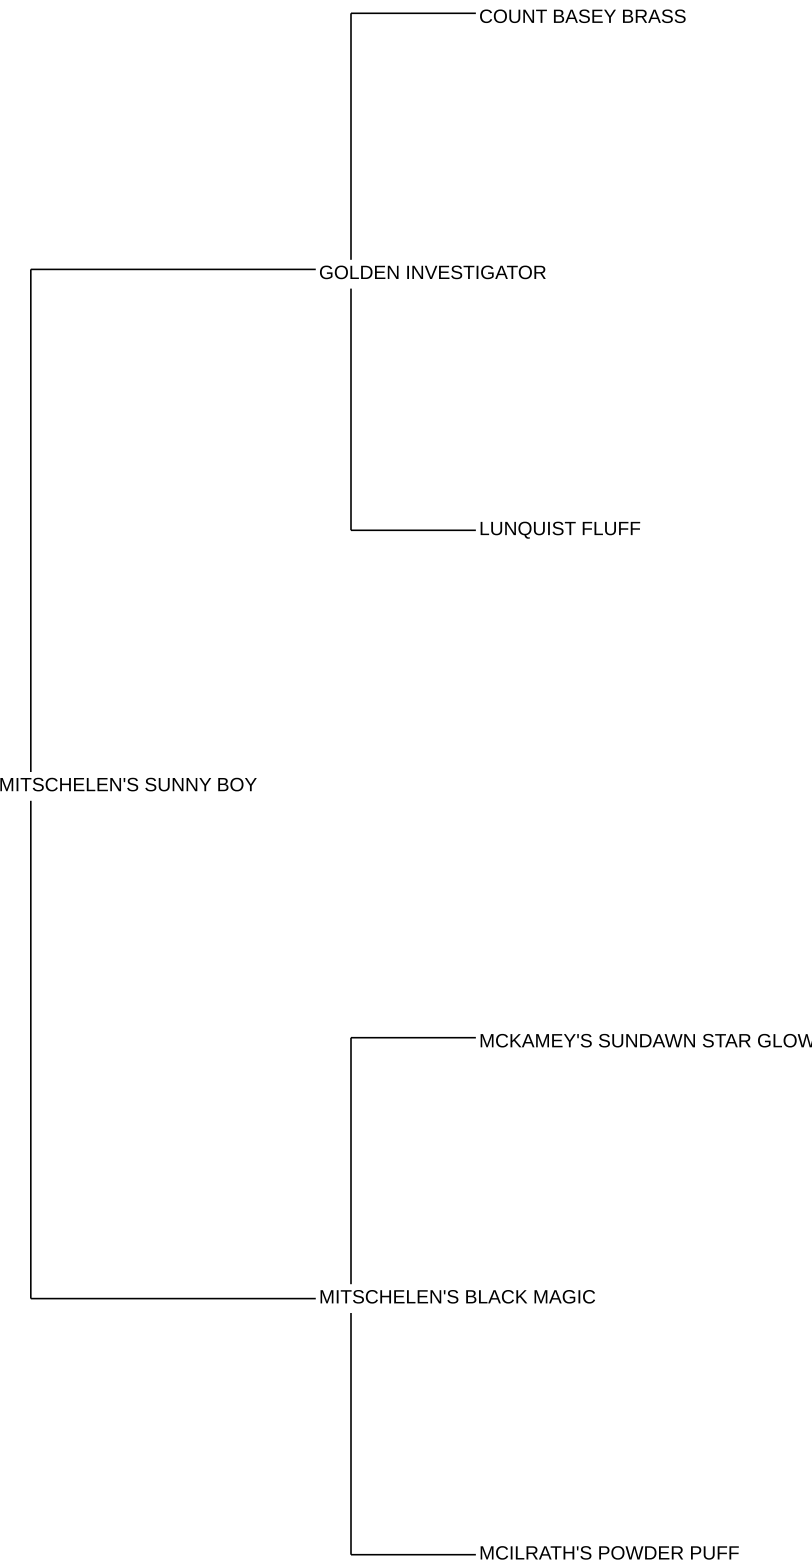 COUNT BASEY BRASS
GOLDEN INVESTIGATOR
LUNQUIST FLUFF
MITSCHELEN'S SUNNY BOY
MCKAMEY'S SUNDAWN STAR GLOW
MITSCHELEN'S BLACK MAGIC
MCILRATH'S POWDER PUFF